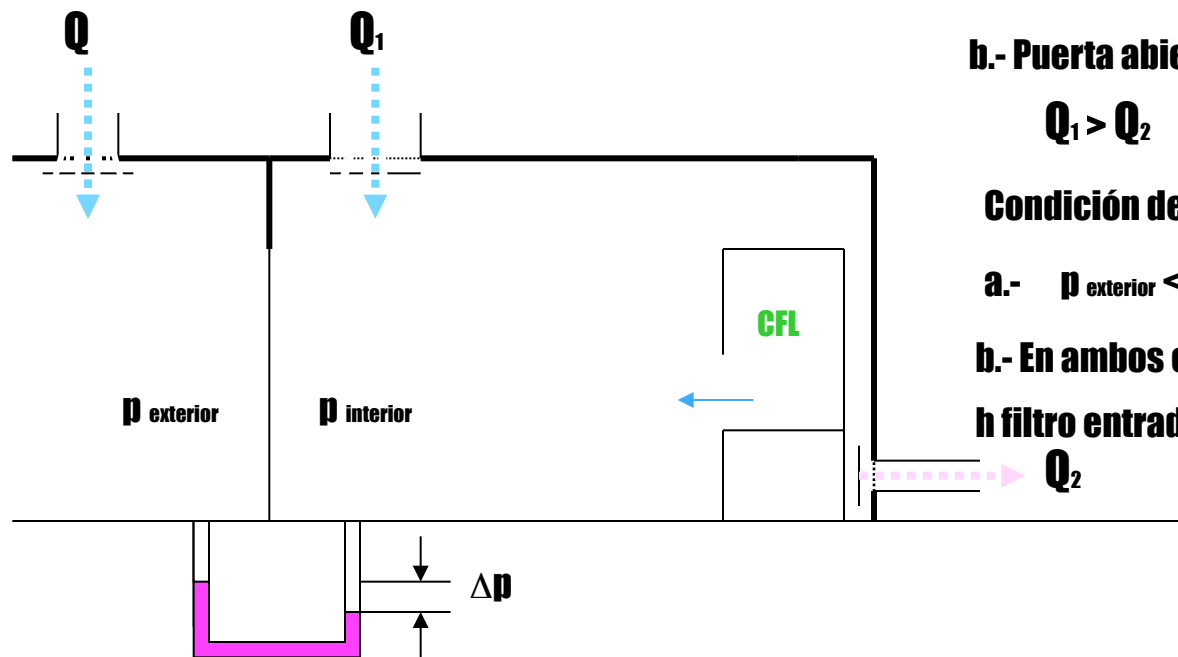 Q
Q₁
b.- Puerta abie
Q₁ > Q₂
Condición de
a.- p exterior <
CFL
b.- En ambos
p exterior
p interior
h filtro entrad
Q₂
Δp